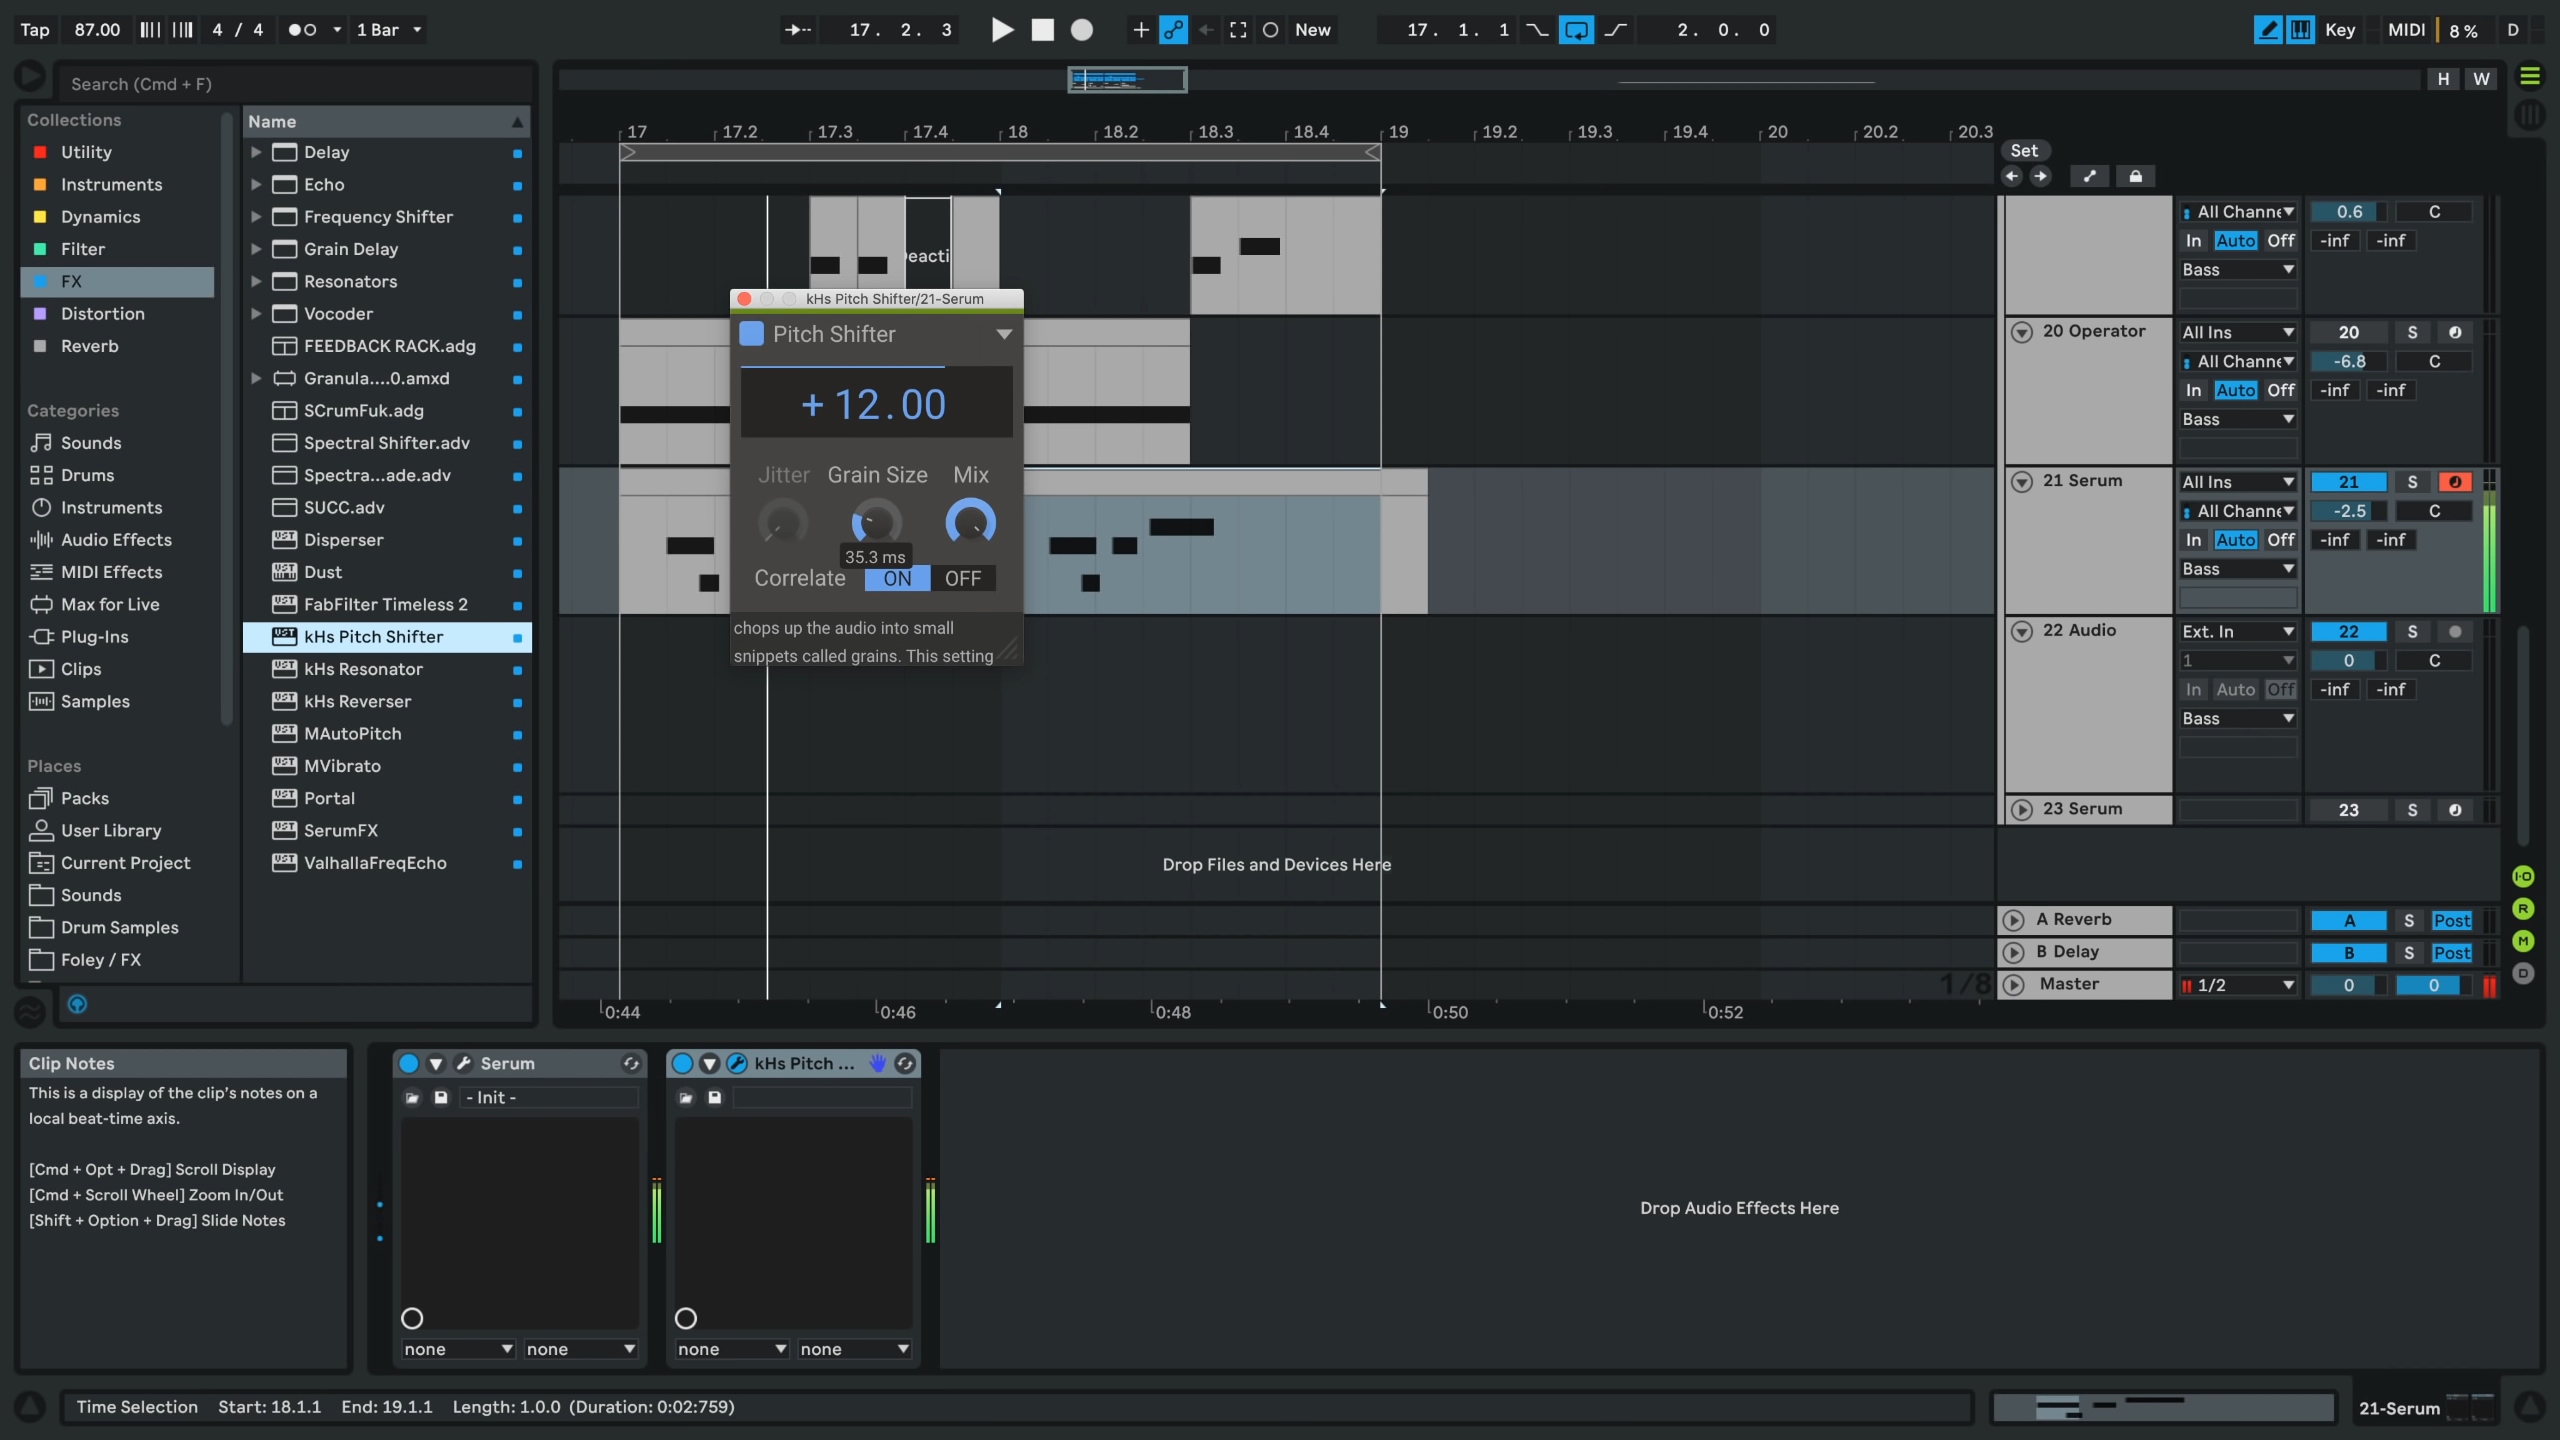 Tap 87.00 4 / 4 1 Bar 17. 2. 3 New 17. 1. 1 2. 0. 0 Key MIDI 8 % D
Search (Cmd + F)
H W
Collections
Utility
Instruments
Dynamics
Filter
FX
Distortion
Reverb
Categories
Sounds
Drums
Instruments
Audio Effects
MIDI Effects
Max for Live
Plug-Ins
Clips
Samples
Places
Packs
User Library
Current Project
Sounds
Drum Samples
Foley / FX
Name
Delay
Echo
Frequency Shifter
Grain Delay
Resonators
Vocoder
FEEDBACK RACK.adg
Granula....0.amxd
SCrumFuk.adg
Spectral Shifter.adv
Spectra...ade.adv
SUCC.adv
Disperser
Dust
FabFilter Timeless 2
kHs Pitch Shifter
kHs Resonator
kHs Reverser
MAutoPitch
MVibrato
Portal
SerumFX
ValhallaFreqEcho
17 17.2 17.3 17.4 18 18.2 18.3 18.4 19 19.2 19.3 19.4 20 20.2 20.3
Set
eacti
kHs Pitch Shifter/21-Serum
Pitch Shifter
+ 12.00
Jitter Grain Size Mix
35.3 ms
Correlate ON OFF
chops up the audio into small
snippets called grains. This setting
All Channe 0.6 C
In Auto Off -inf -inf
Bass
20 Operator All Ins 20 S
All Channe -6.8 C
In Auto Off -inf -inf
Bass
21 Serum All Ins 21 S
All Channe -2.5 C
In Auto Off -inf -inf
Bass
22 Audio Ext. In 22 S
1 0 C
In Auto Off -inf -inf
Bass
23 Serum 23 S
Drop Files and Devices Here
I·O
R
M
D
A Reverb A S Post
B Delay B S Post
1/8 Master 1/2 0 0
0:44 0:46 0:48 0:50 0:52
Clip Notes
This is a display of the clip's notes on a
local beat-time axis.
[Cmd + Opt + Drag] Scroll Display
[Cmd + Scroll Wheel] Zoom In/Out
[Shift + Option + Drag] Slide Notes
Serum
- Init -
none none
kHs Pitch ...
none none
Drop Audio Effects Here
Time Selection Start: 18.1.1 End: 19.1.1 Length: 1.0.0 (Duration: 0:02:759)
21-Serum